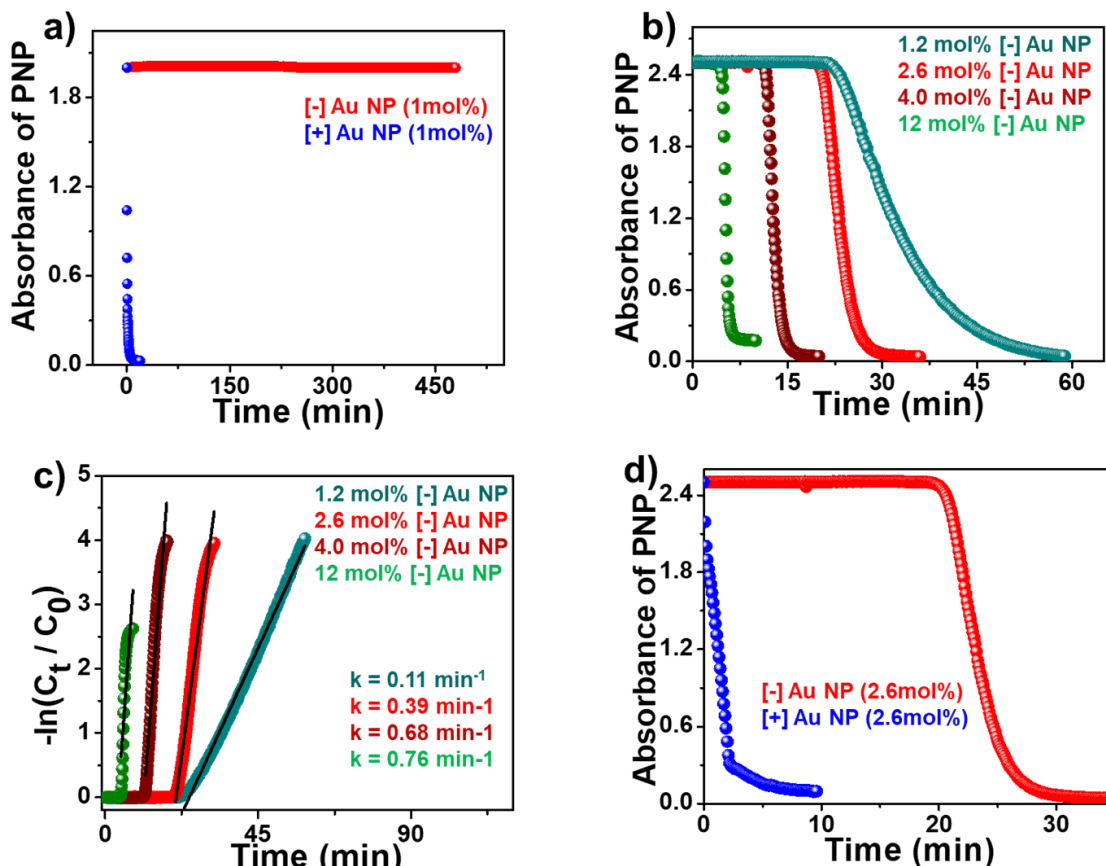 a)
Absorbance of PNP
1.8
1.2
0.6
0.0
[-] Au NP (1mol%)
[+] Au NP (1mol%)
0 150 300 450
Time (min)
b)
Absorbance of PNP
2.4
1.8
1.2
0.6
0.0
1.2 mol% [-] Au NP
2.6 mol% [-] Au NP
4.0 mol% [-] Au NP
12 mol% [-] Au NP
0 15 30 45 60
Time (min)
c)
-ln(Ct / C0)
5
4
3
2
1
0
1.2 mol% [-] Au NP
2.6 mol% [-] Au NP
4.0 mol% [-] Au NP
12 mol% [-] Au NP
k = 0.11 min-1
k = 0.39 min-1
k = 0.68 min-1
k = 0.76 min-1
0 45 90
Time (min)
d)
Absorbance of PNP
2.4
1.8
1.2
0.6
0.0
[-] Au NP (2.6mol%)
[+] Au NP (2.6mol%)
0 10 20 30
Time (min)